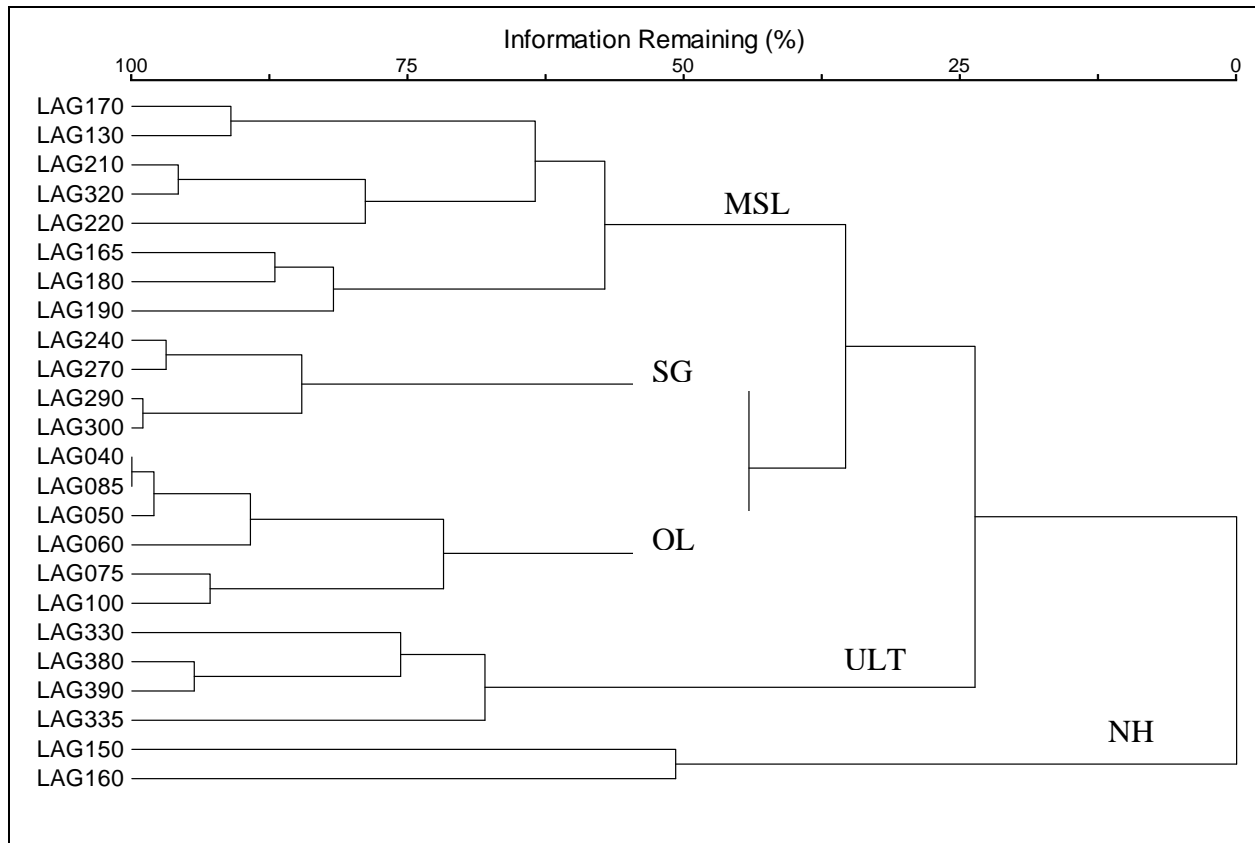 Information Remaining (%)
100 75 50 25 0
LAG170
LAG130
LAG210
LAG320
LAG220
MSL
LAG165
LAG180
LAG190
LAG240
LAG270
SG
LAG290
LAG300
LAG040
LAG085
LAG050
LAG060
OL
LAG075
LAG100
LAG330
LAG380
ULT
LAG390
LAG335
NH
LAG150
LAG160